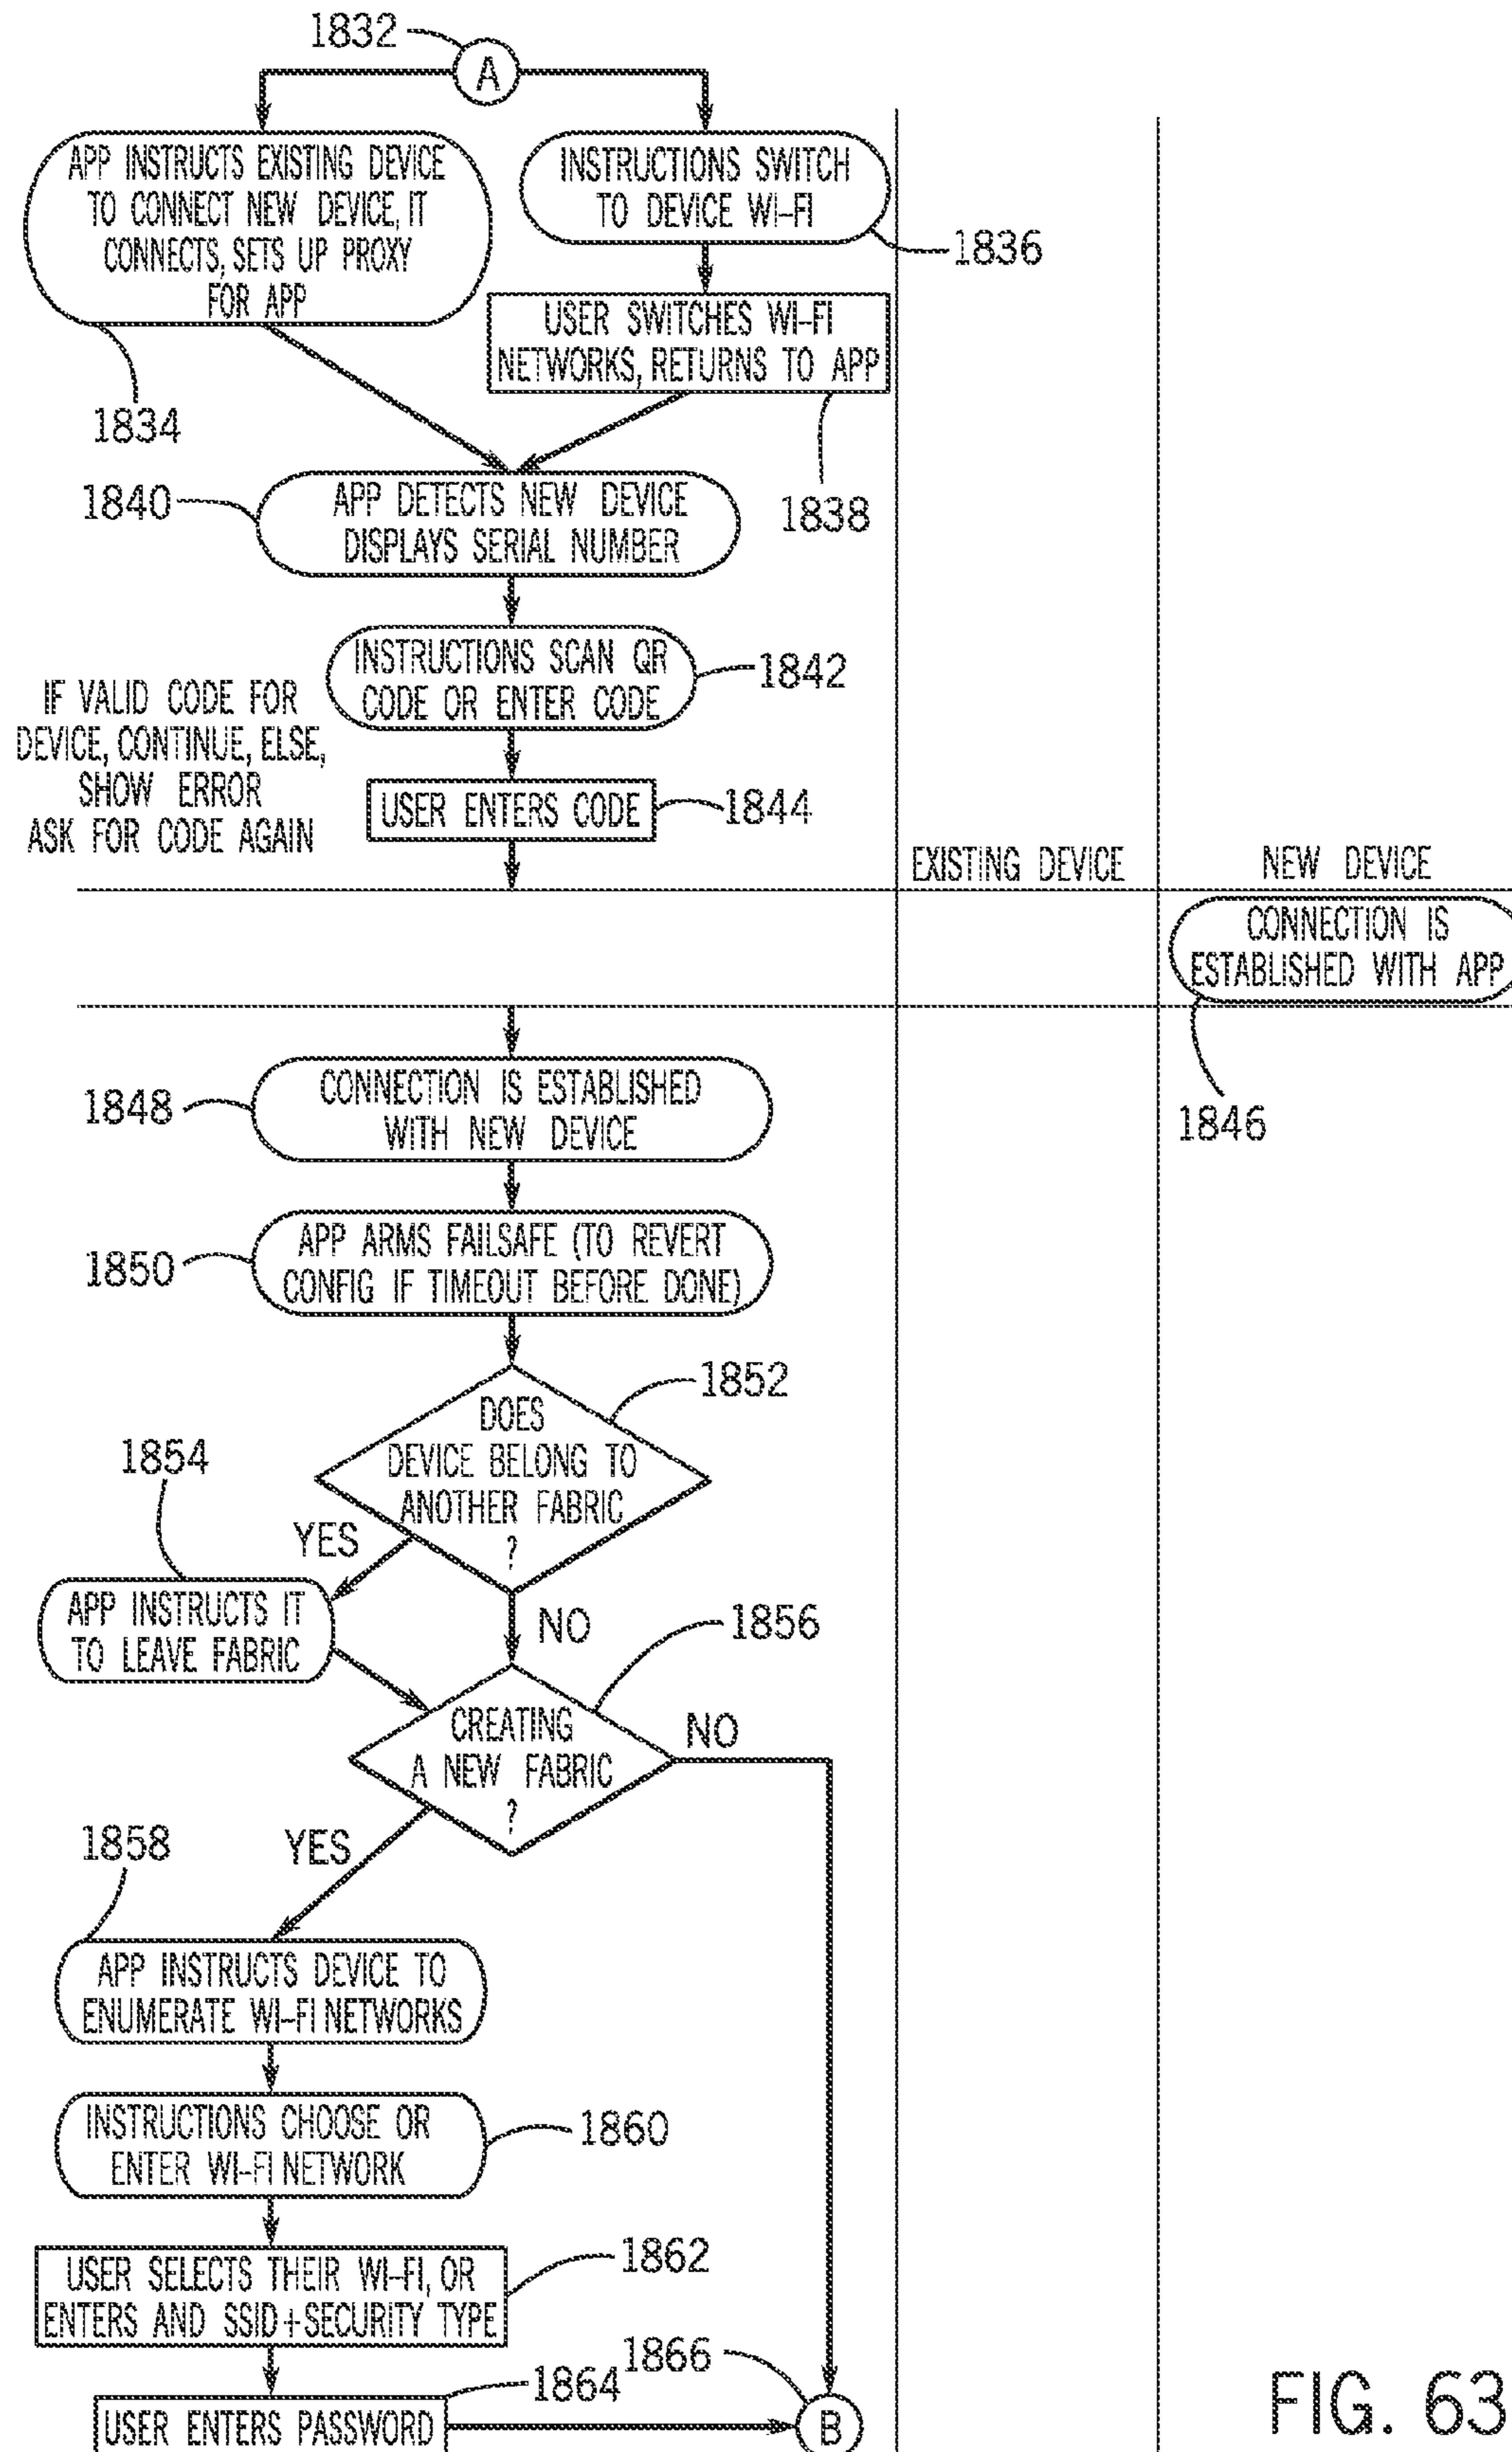 1832
A
APP INSTRUCTS EXISTING DEVICE
TO CONNECT NEW DEVICE, IT
CONNECTS, SETS UP PROXY
FOR APP
1834
INSTRUCTIONS SWITCH
TO DEVICE WI-FI
1836
USER SWITCHES WI-FI
NETWORKS, RETURNS TO APP
1838
1840
APP DETECTS NEW DEVICE
DISPLAYS SERIAL NUMBER
INSTRUCTIONS SCAN QR
CODE OR ENTER CODE
1842
IF VALID CODE FOR
DEVICE, CONTINUE, ELSE,
SHOW ERROR
ASK FOR CODE AGAIN
USER ENTERS CODE
1844
EXISTING DEVICE
NEW DEVICE
CONNECTION IS
ESTABLISHED WITH APP
1846
1848
CONNECTION IS ESTABLISHED
WITH NEW DEVICE
1850
APP ARMS FAILSAFE (TO REVERT
CONFIG IF TIMEOUT BEFORE DONE)
1852
DOES
DEVICE BELONG TO
ANOTHER FABRIC
?
1854
YES
APP INSTRUCTS IT
TO LEAVE FABRIC
NO
1856
CREATING
A NEW FABRIC
?
NO
YES
1858
APP INSTRUCTS DEVICE TO
ENUMERATE WI-FI NETWORKS
INSTRUCTIONS CHOOSE OR
ENTER WI-FI NETWORK
1860
USER SELECTS THEIR WI-FI, OR
ENTERS AND SSID+SECURITY TYPE
1862
USER ENTERS PASSWORD
1864
1866
B
FIG. 63